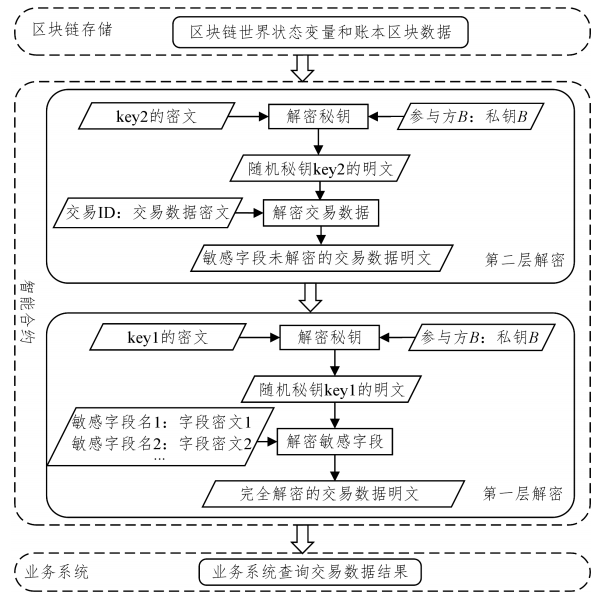 区块链存储
区块链世界状态变量和账本区块数据
key2的密文
解密秘钥
参与方B：私钥B
随机秘钥key2的明文
交易ID：交易数据密文
解密交易数据
敏感字段未解密的交易数据明文
第二层解密
智能合约
key1的密文
解密秘钥
参与方B：私钥B
随机秘钥key1的明文
敏感字段名1：字段密文1
敏感字段名2：字段密文2
...
解密敏感字段
完全解密的交易数据明文
第一层解密
业务系统
业务系统查询交易数据结果